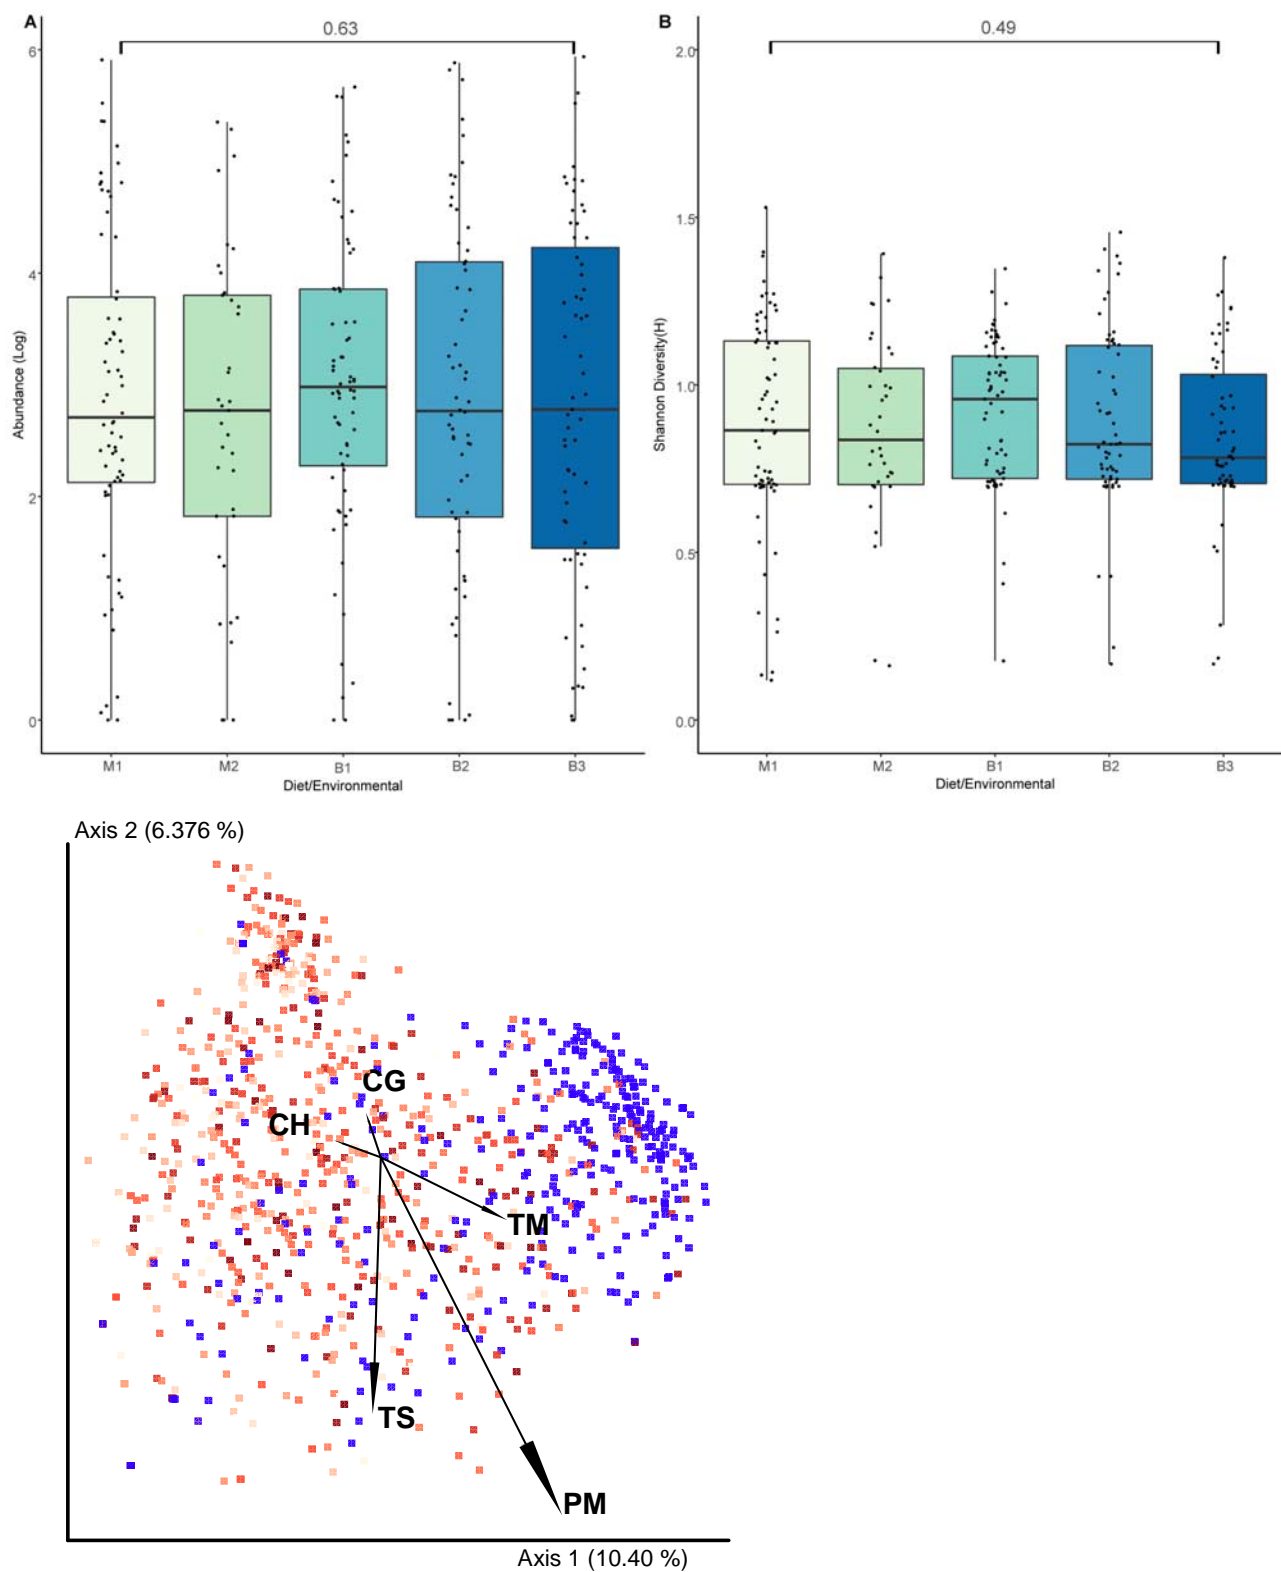 A
0.63
6
4
2
0
Abundance (Log)
M1 M2 B1 B2 B3
Diet/Environmental
B
0.49
2.0
1.5
1.0
0.5
0.0
Shannon Diversity(H)
M1 M2 B1 B2 B3
Diet/Environmental
Axis 2 (6.376 %)
CG
CH
TM
TS
PM
Axis 1 (10.40 %)